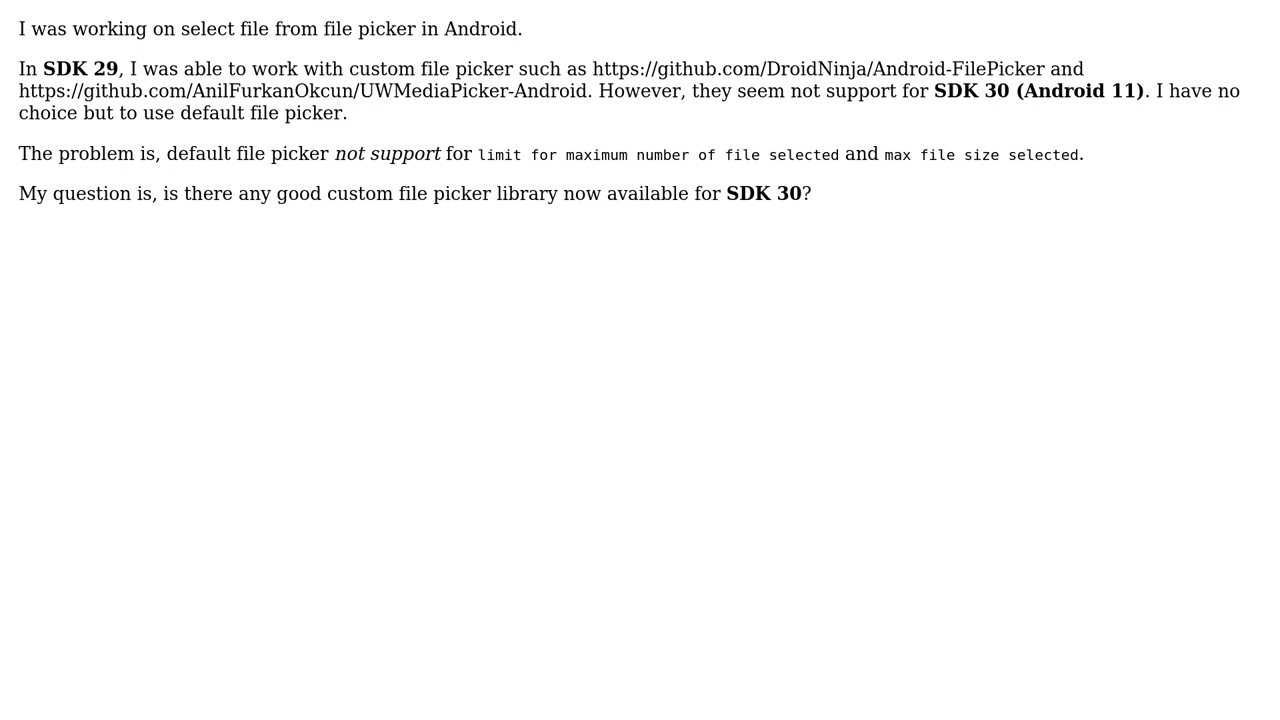 I was working on select file from file picker in Android.
In SDK 29, I was able to work with custom file picker such as https://github.com/DroidNinja/Android-FilePicker and
https://github.com/AnilFurkanOkcun/UWMediaPicker-Android. However, they seem not support for SDK 30 (Android 11). I have no
choice but to use default file picker.
The problem is, default file picker not support for limit for maximum number of file selected and max file size selected.
My question is, is there any good custom file picker library now available for SDK 30?